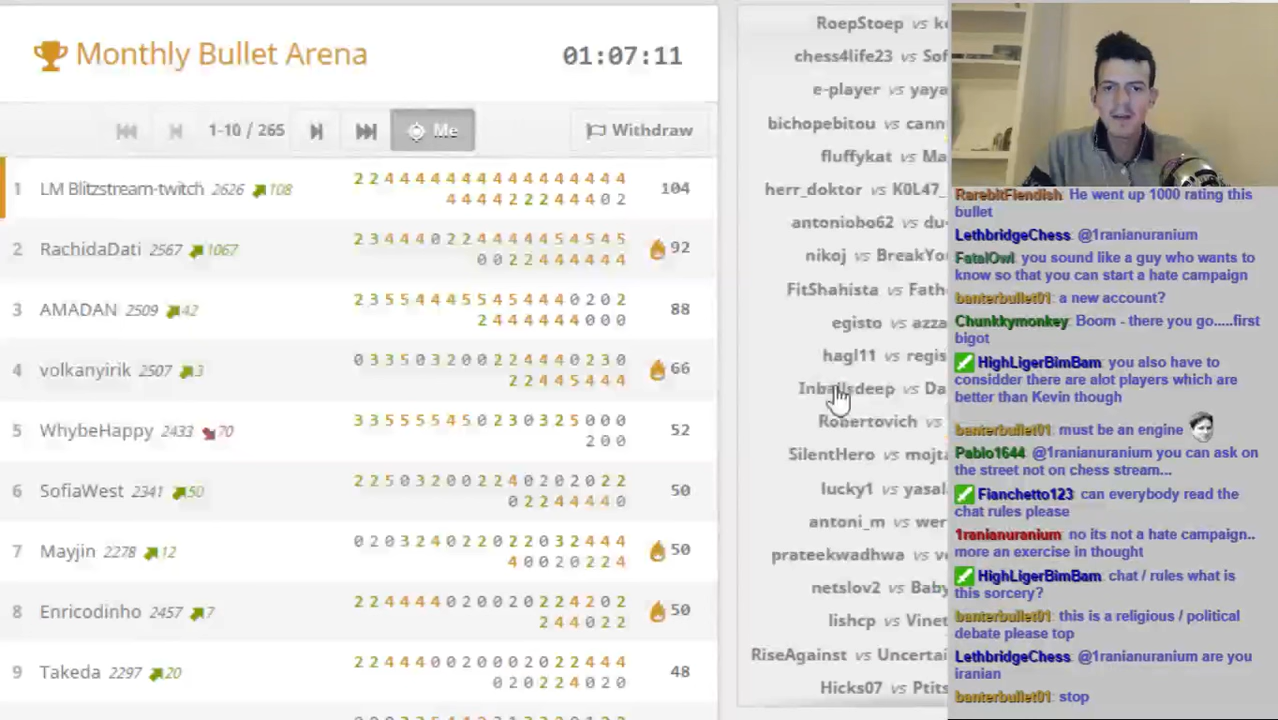 Monthly Bullet Arena
01:07:11
1-10 / 265
Me
Withdraw
1 LM Blitzstream-twitch 2626 108
2 2 4 4 4 4 4 4 4 4 4 4 4 4 4 4 4 4
4 4 4 4 2 2 2 4 4 4 0 2
104
2 RachidaDati 2567 1067
2 3 4 4 4 0 2 2 4 4 4 4 4 5 4 5 4 5
0 0 2 2 4 4 4 4 4 4
92
3 AMADAN 2509 42
2 3 5 5 4 4 4 5 5 4 5 4 4 4 0 2 0 2
2 4 4 4 4 4 4 0 0 0
88
4 volkanyirik 2507 3
0 3 3 5 0 3 2 0 0 2 2 4 4 4 0 2 3 0
2 2 4 4 5 4 4 4
66
5 WhybeHappy 2433 70
3 3 5 5 5 5 4 5 0 2 3 0 3 2 5 0 0 0
2 0 0
52
6 SofiaWest 2341 50
2 2 5 0 3 2 0 0 2 2 4 0 2 0 2 0 2 2
0 2 2 4 4 4 4 0
50
7 Mayjin 2278 12
0 2 0 3 2 4 0 2 2 0 2 2 0 3 2 4 4 4
4 0 0 2 0 2 2 4
50
8 Enricodinho 2457 7
2 2 4 4 4 4 0 2 0 0 2 0 2 2 4 2 0 2
2 4 4 0 2 2
50
9 Takeda 2297 20
2 2 4 4 4 0 0 2 0 0 0 2 0 2 2 4 4 4
0 2 0 2 2 4 0 2
48
RoepStoep vs
chess4life23 vs Sof
e-player vs yaya
bichopebitou vs cann
fluffykat vs Ma
herr_doktor vs K0L47_
antoniobo62 vs du-
nikoj vs BreakYo
FitShahista vs Fath
egisto vs azza
hagl11 vs regis
Inballsdeep vs Da
Robertovich vs
SilentHero vs mojta
lucky1 vs yasal
antoni_m vs wer
prateekwadhwa vs
netslov2 vs Baby
lishcp vs Vinet
RiseAgainst vs Uncertai
Hicks07 vs Ptits
RarebitFiendish: He went up 1000 rating this
bullet
LethbridgeChess: @1ranianuranium
FatalOwl: you sound like a guy who wants to
know so that you can start a hate campaign
banterbullet01: a new account?
Chunkkymonkey: Boom - there you go.....first
bigot
HighLigerBimBam: you also have to
considder there are alot players which are
better than Kevin though
banterbullet01: must be an engine
Pablo1644: @1ranianuranium you can ask on
the street not on chess stream...
Fianchetto123: can everybody read the
chat rules please
1ranianuranium: no its not a hate campaign..
more an exercise in thought
HighLigerBimBam: chat / rules what is
this sorcery?
banterbullet01: this is a religious / political
debate please top
LethbridgeChess: @1ranianuranium are you
iranian
banterbullet01: stop